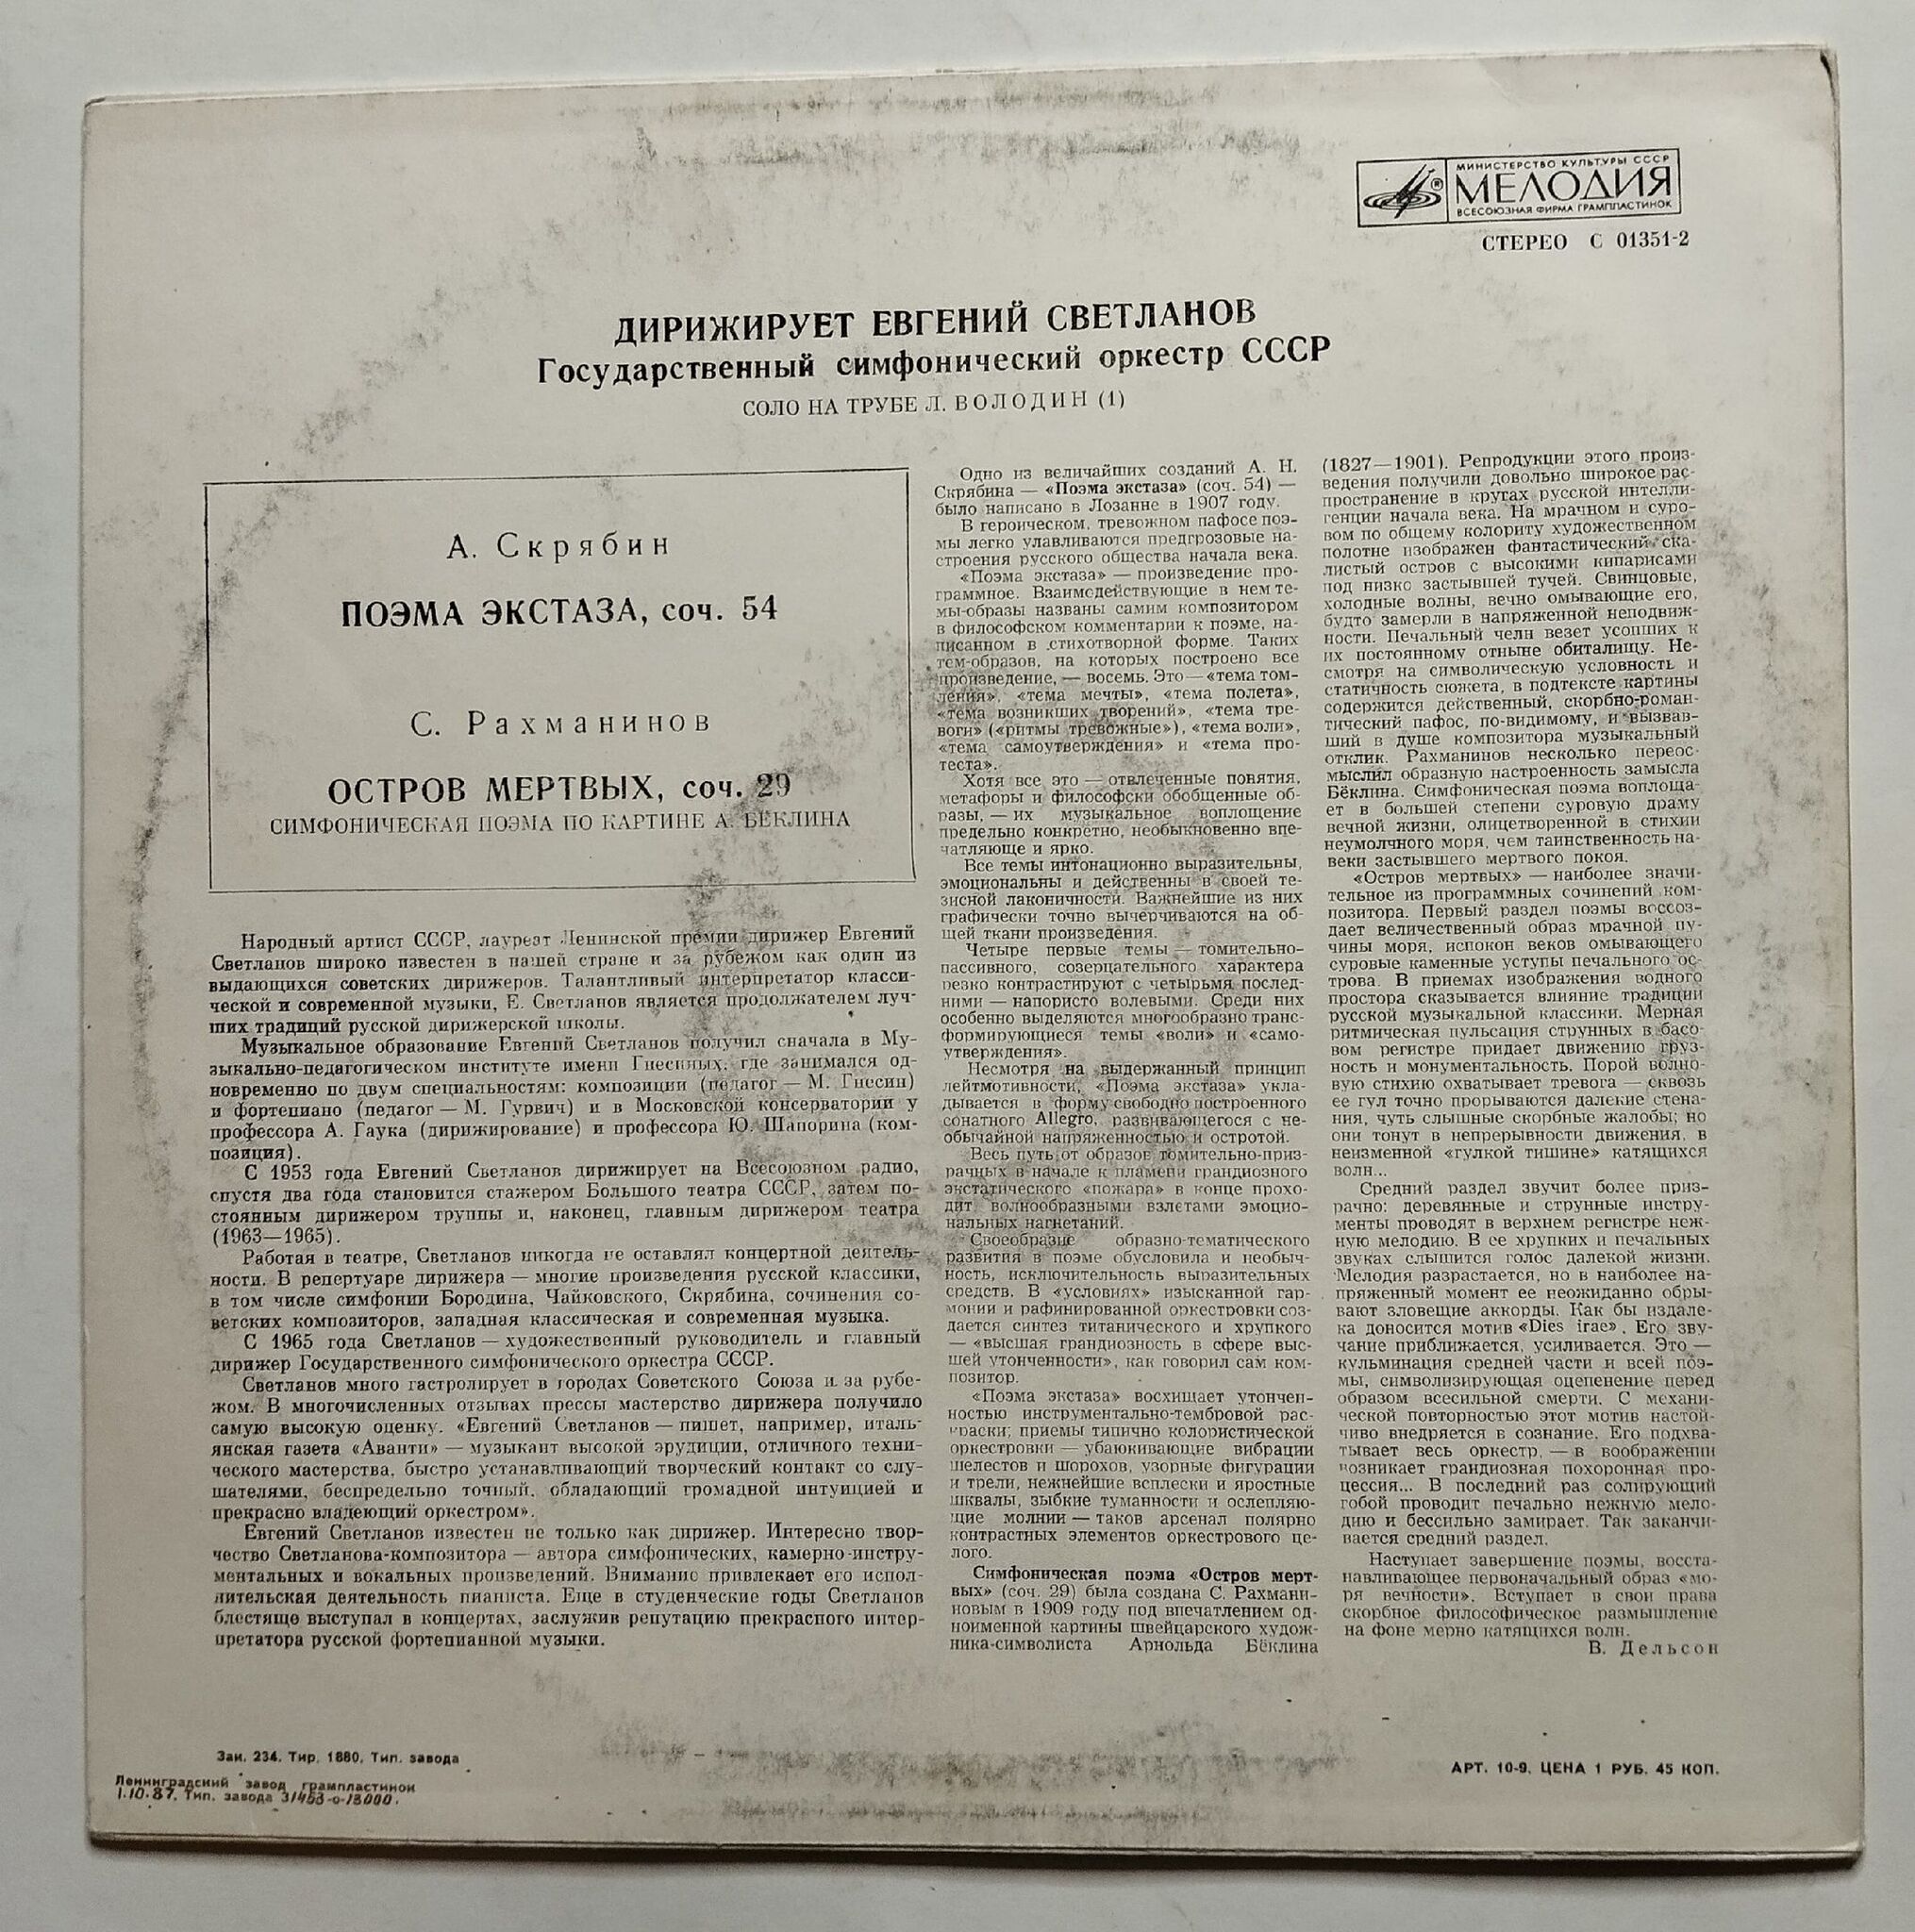 МИНИСТЕРСТВО КУЛЬТУРЫ СССР
МЕЛОДИЯ
ВСЕСОЮЗНАЯ ФИРМА ГРАМПЛАСТИНОК
СТЕРЕО С 01351-2
ДИРИЖИРУЕТ ЕВГЕНИЙ СВЕТЛАНОВ
Государственный симфонический оркестр СССР
СОЛО НА ТРУБЕ Л. ВОЛОДИН (1)
А. Скрябин
ПОЭМА ЭКСТАЗА, соч. 54
С. Рахманинов
ОСТРОВ МЕРТВЫХ, соч. 29
СИМФОНИЧЕСКАЯ ПОЭМА ПО КАРТИНЕ А. БЁКЛИНА
Народный артист СССР, лауреат Ленинской премии дирижер Евгений
Светланов широко известен в нашей стране и за рубежом как один из
выдающихся советских дирижеров. Талантливый интерпретатор класси-
ческой и современной музыки, Е. Светланов является продолжателем луч-
ших традиций русской дирижерской школы.
Музыкальное образование Евгений Светланов получил сначала в Му-
зыкально-педагогическом институте имени Гнесиных, где занимался од-
новременно по двум специальностям: композиции (педагог — М. Гнесин)
и фортепиано (педагог — М. Гурвич) и в Московской консерватории у
профессора А. Гаука (дирижирование) и профессора Ю. Шапорина (ком-
позиция).
С 1953 года Евгений Светланов дирижирует на Всесоюзном радио,
спустя два года становится стажером Большого театра СССР, затем по-
стоянным дирижером труппы и, наконец, главным дирижером театра
(1963—1965).
Работая в театре, Светланов никогда не оставлял концертной деятель-
ности. В репертуаре дирижера — многие произведения русской классики,
в том числе симфонии Бородина, Чайковского, Скрябина, сочинения со-
ветских композиторов, западная классическая и современная музыка.
С 1965 года Светланов — художественный руководитель и главный
дирижер Государственного симфонического оркестра СССР.
Светланов много гастролирует в городах Советского Союза и за рубе-
жом. В многочисленных отзывах прессы мастерство дирижера получило
самую высокую оценку. «Евгений Светланов — пишет, например, италь-
янская газета «Аванти» — музыкант высокой эрудиции, отличного техни-
ческого мастерства, быстро устанавливающий творческий контакт со слу-
шателями, беспредельно точный, обладающий громадной интуицией и
прекрасно владеющий оркестром».
Евгений Светланов известен не только как дирижер. Интересно твор-
чество Светланова-композитора — автора симфонических, камерно-инстру-
ментальных и вокальных произведений. Внимание привлекает его испол-
нительская деятельность пианиста. Еще в студенческие годы Светланов
блестяще выступал в концертах, заслужив репутацию прекрасного интер-
претатора русской фортепианной музыки.
Одно из величайших созданий А. Н.
Скрябина — «Поэма экстаза» (соч. 54) —
было написано в Лозанне в 1907 году.
В героическом, тревожном пафосе поэ-
мы легко улавливаются предгрозовые на-
строения русского общества начала века.
«Поэма экстаза» — произведение про-
граммное. Взаимодействующие в нем те-
мы-образы названы самим композитором
в философском комментарии к поэме, на-
писанном в стихотворной форме. Таких
тем-образов, на которых построено все
произведение, — восемь. Это — «тема том-
ления», «тема мечты», «тема полета»,
«тема возникших творений», «тема тре-
воги» («ритмы тревожные»), «тема воли»,
«тема самоутверждения» и «тема про-
теста».
Хотя все это — отвлеченные понятия,
метафоры и философски обобщенные об-
разы, — их музыкальное воплощение
предельно конкретно, необыкновенно впе-
чатляюще и ярко.
Все темы интонационно выразительны,
эмоциональны и действенны в своей те-
зисной лаконичности. Важнейшие из них
графически точно вычерчиваются на об-
щей ткани произведения.
Четыре первые темы — томительно-
пассивного, созерцательного характера
резко контрастируют с четырьмя послед-
ними — напористо волевыми. Среди них
особенно выделяются многообразно транс-
формирующиеся темы «воли» и «само-
утверждения».
Несмотря на выдержанный принцип
лейтмотивности, «Поэма экстаза» укла-
дывается в форму свободно построенного
сонатного Allegro, развивающегося с не-
обычайной напряженностью и остротой.
Весь путь от образов томительно-приз-
рачных в начале к пламени грандиозного
экстатического «пожара» в конце прохо-
дит волнообразными взлетами эмоцио-
нальных нагнетаний.
Своеобразие образно-тематического
развития в поэме обусловила и необыч-
ность, исключительность выразительных
средств. В «условиях» изысканной гар-
монии и рафинированной оркестровки соз-
дается синтез титанического и хрупкого
— «высшая грандиозность в сфере выс-
шей утонченности», как говорил сам ком-
позитор.
«Поэма экстаза» восхищает утончен-
ностью инструментально-тембровой рас-
краски; приемы типично колористической
оркестровки — убаюкивающие вибрации
шелестов и шорохов, узорные фигурации
и трели, нежнейшие всплески и яростные
шквалы, зыбкие туманности и ослепляю-
щие молнии — таков арсенал полярно
контрастных элементов оркестрового це-
лого.
Симфоническая поэма «Остров мерт-
вых» (соч. 29) была создана С. Рахмани-
новым в 1909 году под впечатлением од-
ноименной картины швейцарского худож-
ника-символиста Арнольда Бёклина
(1827—1901). Репродукции этого произ-
ведения получили довольно широкое рас-
пространение в кругах русской интелли-
генции начала века. На мрачном и суро-
вом по общему колориту художественном
полотне изображен фантастический ска-
листый остров с высокими кипарисами
под низко застывшей тучей. Свинцовые,
холодные волны, вечно омывающие его,
будто замерли в напряженной неподвиж-
ности. Печальный челн везет усопших к
их постоянному отныне обиталищу. Не-
смотря на символическую условность и
статичность сюжета, в подтексте картины
содержится действенный, скорбно-роман-
тический пафос, по-видимому, и вызвав-
ший в душе композитора музыкальный
отклик. Рахманинов несколько переос-
мыслил образную настроенность замысла
Бёклина. Симфоническая поэма воплоща-
ет в большей степени суровую драму
вечной жизни, олицетворенной в стихии
неумолчного моря, чем таинственность на-
веки застывшего мертвого покоя.
«Остров мертвых» — наиболее значи-
тельное из программных сочинений ком-
позитора. Первый раздел поэмы воссоз-
дает величественный образ мрачной пу-
чины моря, испокон веков омывающего
суровые каменные уступы печального ос-
трова. В приемах изображения водного
простора сказывается влияние традиции
русской музыкальной классики. Мерная
ритмическая пульсация струнных в басо-
вом регистре придает движению груз-
ность и монументальность. Порой волно-
вую стихию охватывает тревога — сквозь
ее гул точно прорываются далекие стена-
ния, чуть слышные скорбные жалобы; но
они тонут в непрерывности движения, в
неизменной «гулкой тишине» катящихся
волн...
Средний раздел звучит более приз-
рачно: деревянные и струнные инстру-
менты проводят в верхнем регистре неж-
ную мелодию. В ее хрупких и печальных
звуках слышится голос далекой жизни.
Мелодия разрастается, но в наиболее на-
пряженный момент ее неожиданно обры-
вают зловещие аккорды. Как бы издале-
ка доносится мотив «Dies irae». Его зву-
чание приближается, усиливается. Это —
кульминация средней части и всей поэ-
мы, символизирующая оцепенение перед
образом всесильной смерти. С механи-
ческой повторностью этот мотив настой-
чиво внедряется в сознание. Его подхва-
тывает весь оркестр, — в воображении
возникает грандиозная похоронная про-
цессия... В последний раз солирующий
гобой проводит печально нежную мело-
дию и бессильно замирает. Так заканчи-
вается средний раздел.
Наступает завершение поэмы, восста-
навливающее первоначальный образ «мо-
ря вечности». Вступает в свои права
скорбное философическое размышление
на фоне мерно катящихся волн.
В. Дельсон
Зак. 234. Тир. 1880. Тип. завода
Ленинградский завод грампластинок
1.10.87. Тип. завода 31453-о-13000.
АРТ. 10-9. ЦЕНА 1 РУБ. 45 КОП.